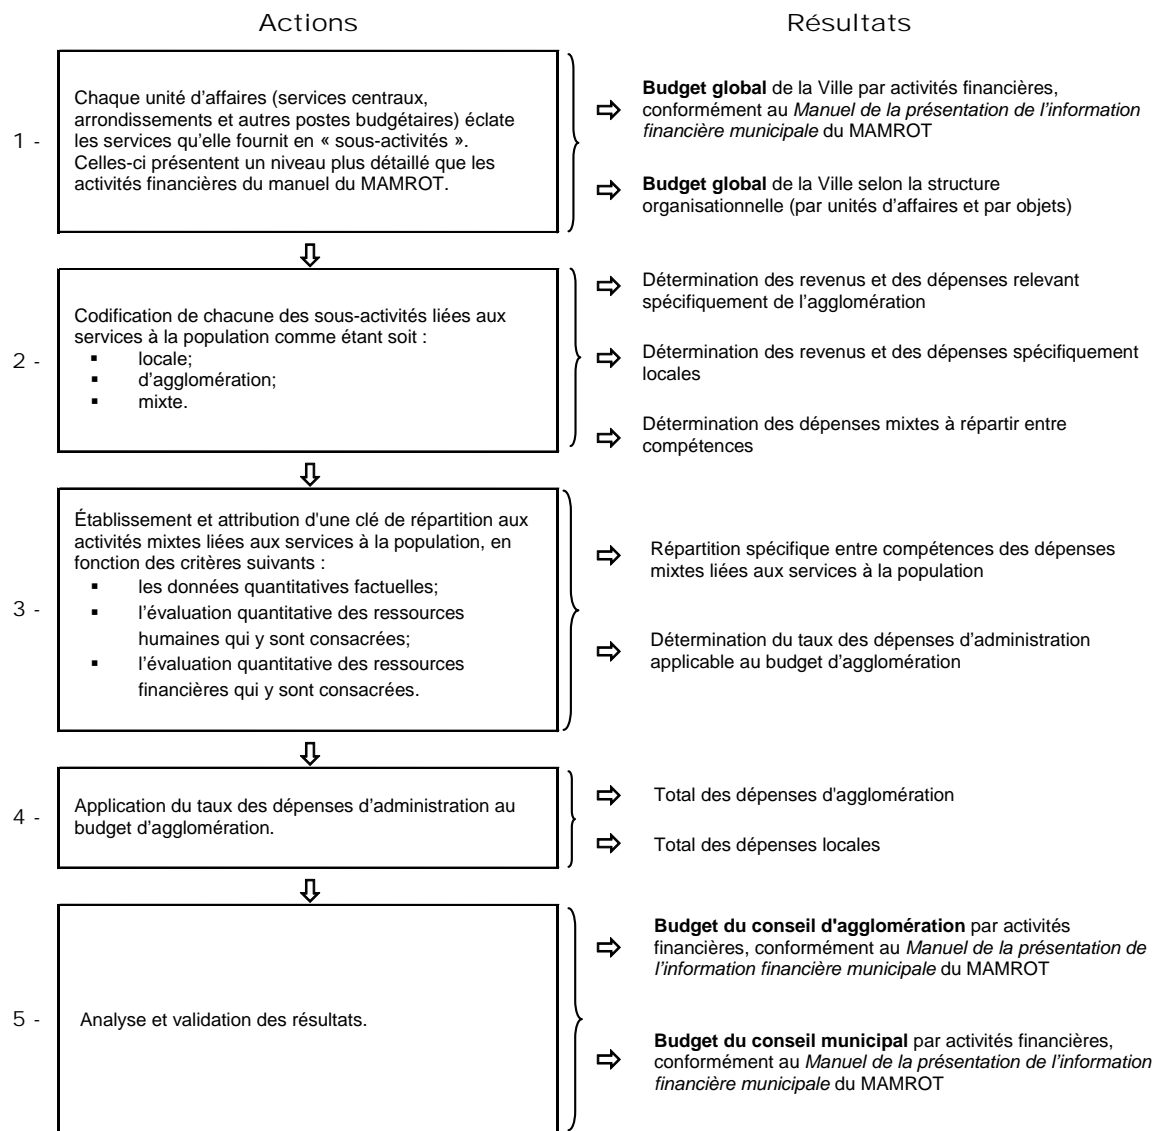 Actions
Résultats
1 -
Chaque unité d'affaires (services centraux,
arrondissements et autres postes budgétaires) éclate
les services qu'elle fournit en « sous-activités ».
Celles-ci présentent un niveau plus détaillé que les
activités financières du manuel du MAMROT.
Budget global de la Ville par activités financières,
conformément au Manuel de la présentation de l'information
financière municipale du MAMROT
Budget global de la Ville selon la structure
organisationnelle (par unités d'affaires et par objets)
2 -
Codification de chacune des sous-activités liées aux
services à la population comme étant soit :
▪ locale;
▪ d'agglomération;
▪ mixte.
Détermination des revenus et des dépenses relevant
spécifiquement de l'agglomération
Détermination des revenus et des dépenses spécifiquement
locales
Détermination des dépenses mixtes à répartir entre
compétences
3 -
Établissement et attribution d'une clé de répartition aux
activités mixtes liées aux services à la population, en
fonction des critères suivants :
▪ les données quantitatives factuelles;
▪ l'évaluation quantitative des ressources
humaines qui y sont consacrées;
▪ l'évaluation quantitative des ressources
financières qui y sont consacrées.
Répartition spécifique entre compétences des dépenses
mixtes liées aux services à la population
Détermination du taux des dépenses d'administration
applicable au budget d'agglomération
4 -
Application du taux des dépenses d'administration au
budget d'agglomération.
Total des dépenses d'agglomération
Total des dépenses locales
5 -
Analyse et validation des résultats.
Budget du conseil d'agglomération par activités
financières, conformément au Manuel de la présentation de
l'information financière municipale du MAMROT
Budget du conseil municipal par activités financières,
conformément au Manuel de la présentation de l'information
financière municipale du MAMROT